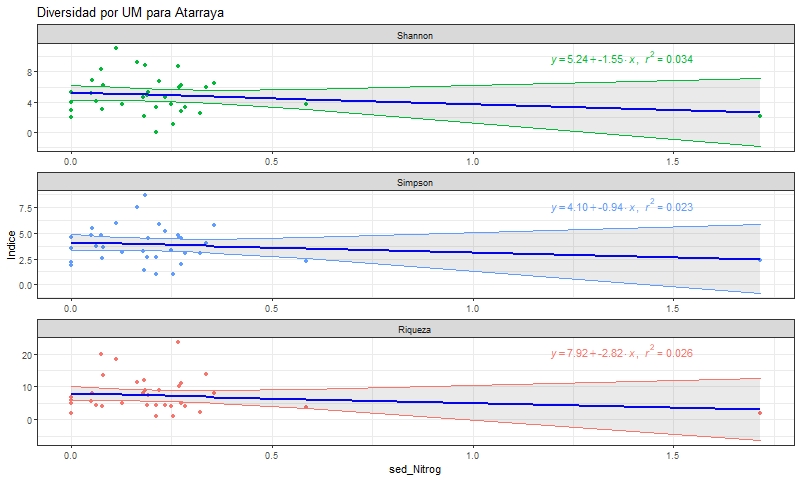 Diversidad por UM para Atarraya
Shannon
y = 5.24 + -1.55 · x,  r² = 0.034
8
4
0
0.0 0.5 1.0 1.5
Simpson
y = 4.10 + -0.94 · x,  r² = 0.023
7.5
5.0
2.5
0.0
0.0 0.5 1.0 1.5
Indice
Riqueza
y = 7.92 + -2.82 · x,  r² = 0.026
20
10
0
0.0 0.5 1.0 1.5
sed_Nitrog